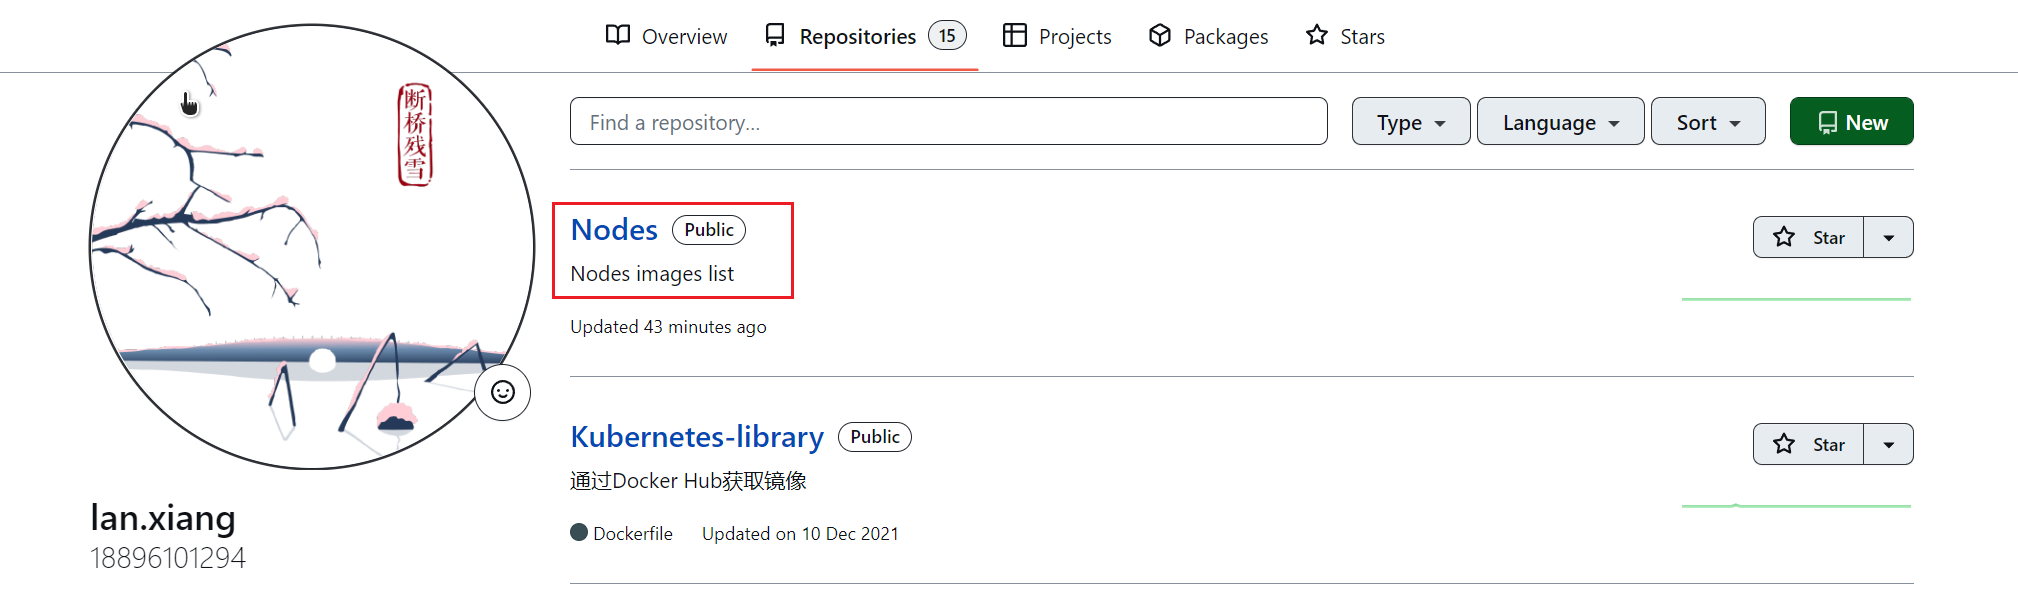 Overview Repositories 15 Projects Packages Stars
断桥残雪
Find a repository...
Type Language Sort New
Nodes Public
Star
Nodes images list
Updated 43 minutes ago
Kubernetes-library Public
Star
通过Docker Hub获取镜像
Dockerfile Updated on 10 Dec 2021
lan.xiang
18896101294